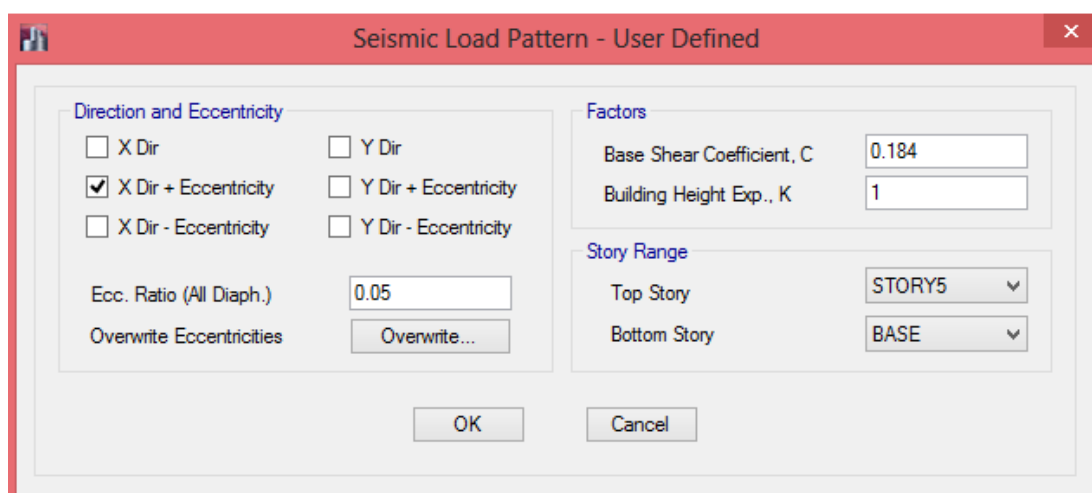 Seismic Load Pattern - User Defined
Direction and Eccentricity
X Dir
Y Dir
X Dir + Eccentricity
Y Dir + Eccentricity
X Dir - Eccentricity
Y Dir - Eccentricity
Ecc. Ratio (All Diaph.)
0.05
Overwrite Eccentricities
Overwrite...
Factors
Base Shear Coefficient, C
0.184
Building Height Exp., K
1
Story Range
Top Story
STORY5
Bottom Story
BASE
OK
Cancel